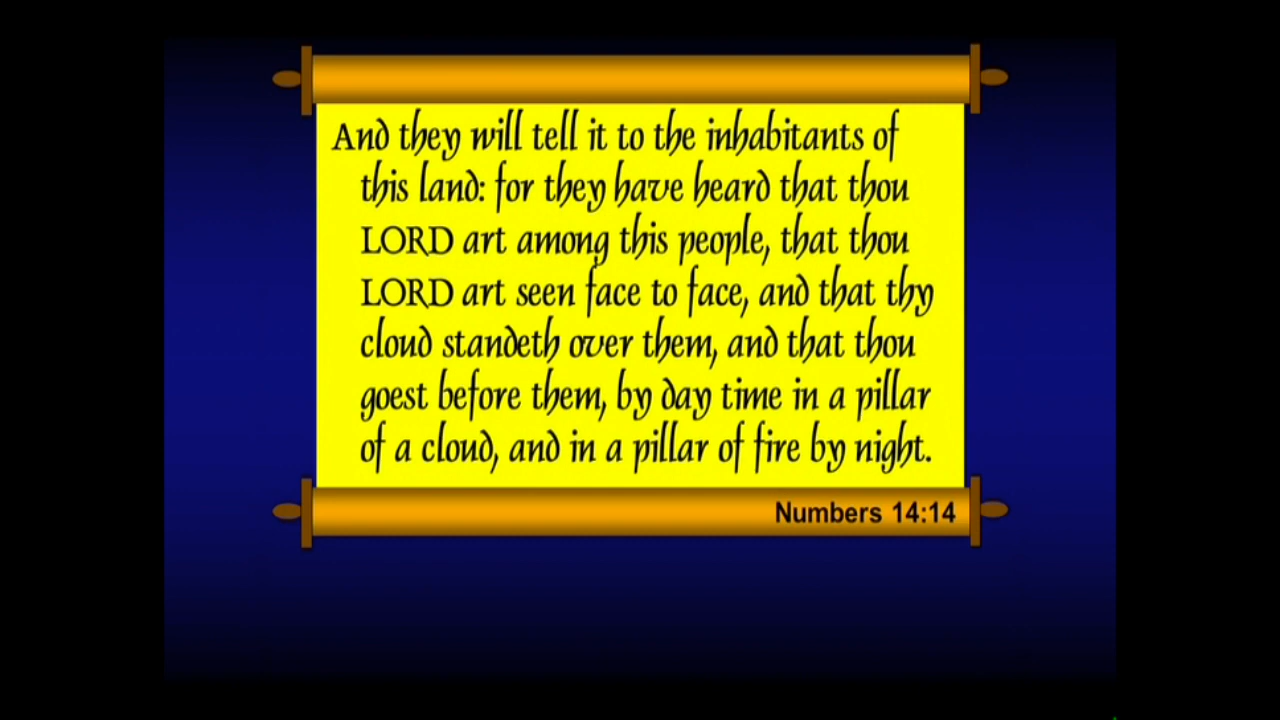 And they will tell it to the inhabitants of
this land: for they have heard that thou
LORD art among this people, that thou
LORD art seen face to face, and that thy
cloud standeth over them, and that thou
goest before them, by day time in a pillar
of a cloud, and in a pillar of fire by night.
Numbers 14:14